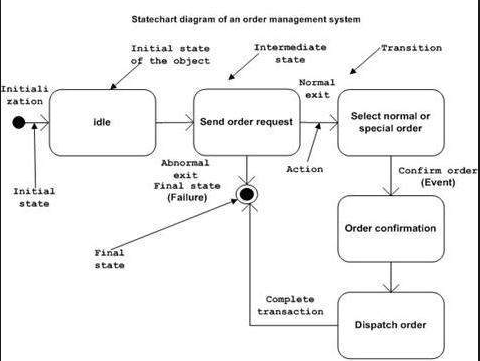 Statechart diagram of an order management system
Initial state
of the object
Intermediate
state
Transition
Initiali
zation
idle
Send order request
Normal
exit
Select normal or
special order
Initial
state
Abnormal
exit
Final state
(Failure)
Action
Confirm order
(Event)
Order confirmation
Final
state
Complete
transaction
Dispatch order